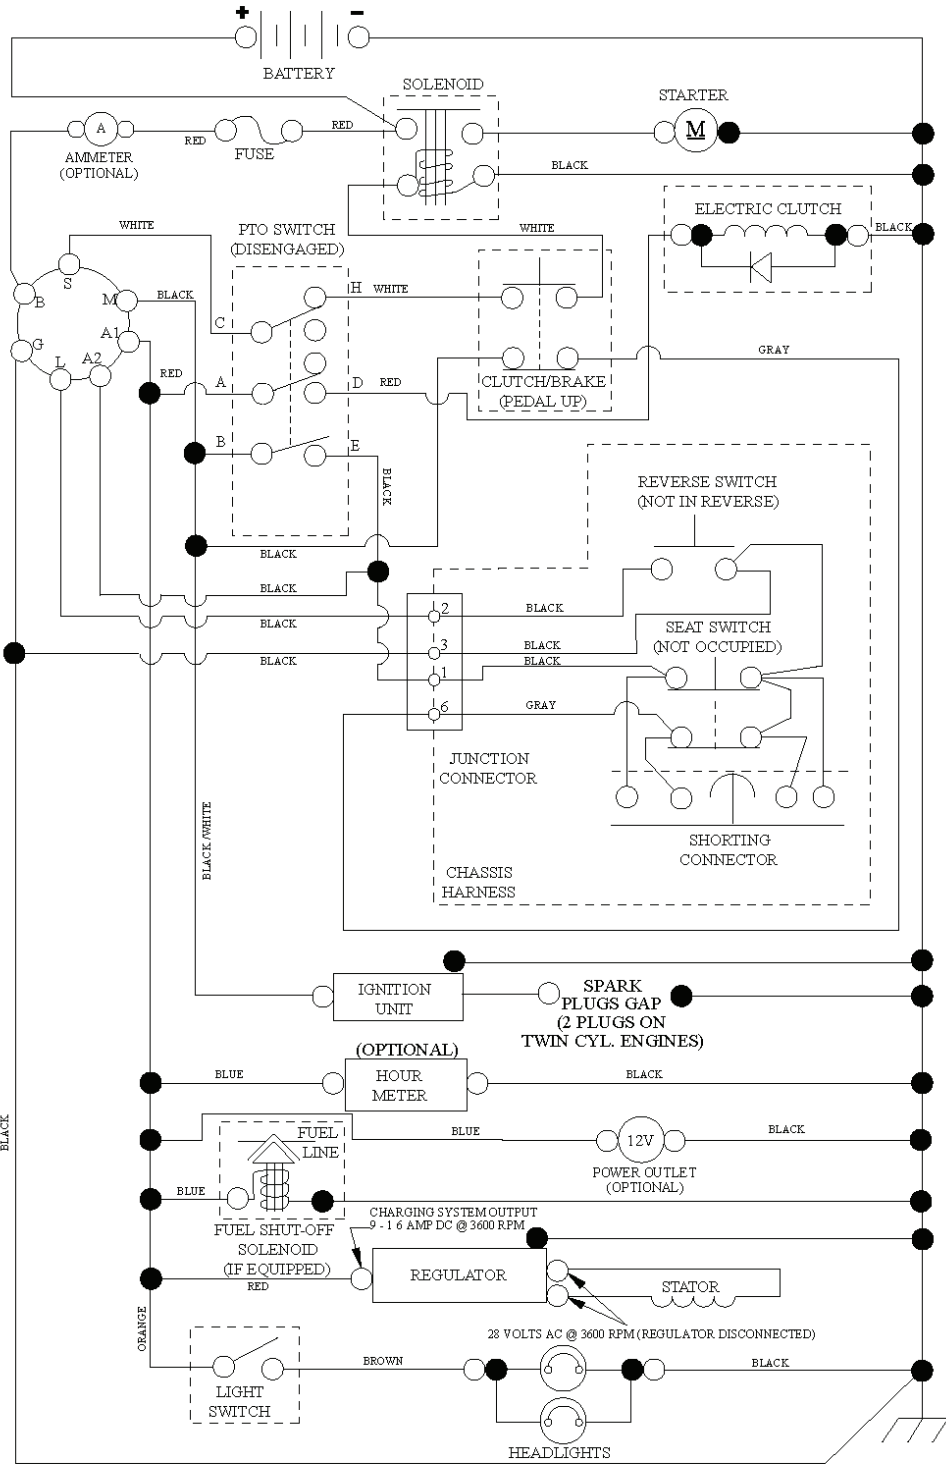 + −
BATTERY
SOLENOID
STARTER
A
RED
FUSE
RED
M
AMMETER
(OPTIONAL)
BLACK
ELECTRIC CLUTCH
BLACK
WHITE
PTO SWITCH
(DISENGAGED)
WHITE
S
B
M
BLACK
H
WHITE
C
G
A1
L
A2
RED
A
D
RED
GRAY
CLUTCH/BRAKE
(PEDAL UP)
B
E
BLACK
REVERSE SWITCH
(NOT IN REVERSE)
BLACK
BLACK
2
BLACK
BLACK
SEAT SWITCH
(NOT OCCUPIED)
3
BLACK
BLACK
BLACK
1
6
GRAY
JUNCTION
CONNECTOR
BLACK /WHITE
SHORTING
CONNECTOR
CHASSIS
HARNESS
IGNITION
UNIT
SPARK
PLUGS GAP
(2 PLUGS ON
TWIN CYL. ENGINES)
(OPTIONAL)
BLUE
HOUR
METER
BLACK
BLACK
FUEL
LINE
BLUE
12V
BLACK
POWER OUTLET
(OPTIONAL)
BLUE
CHARGING SYSTEM OUTPUT
9 - 1 6 AMP DC @ 3600 RPM
FUEL SHUT-OFF
SOLENOID
(IF EQUIPPED)
RED
REGULATOR
STATOR
28 VOLTS AC @ 3600 RPM (REGULATOR DISCONNECTED)
ORANGE
BROWN
BLACK
LIGHT
SWITCH
HEADLIGHTS